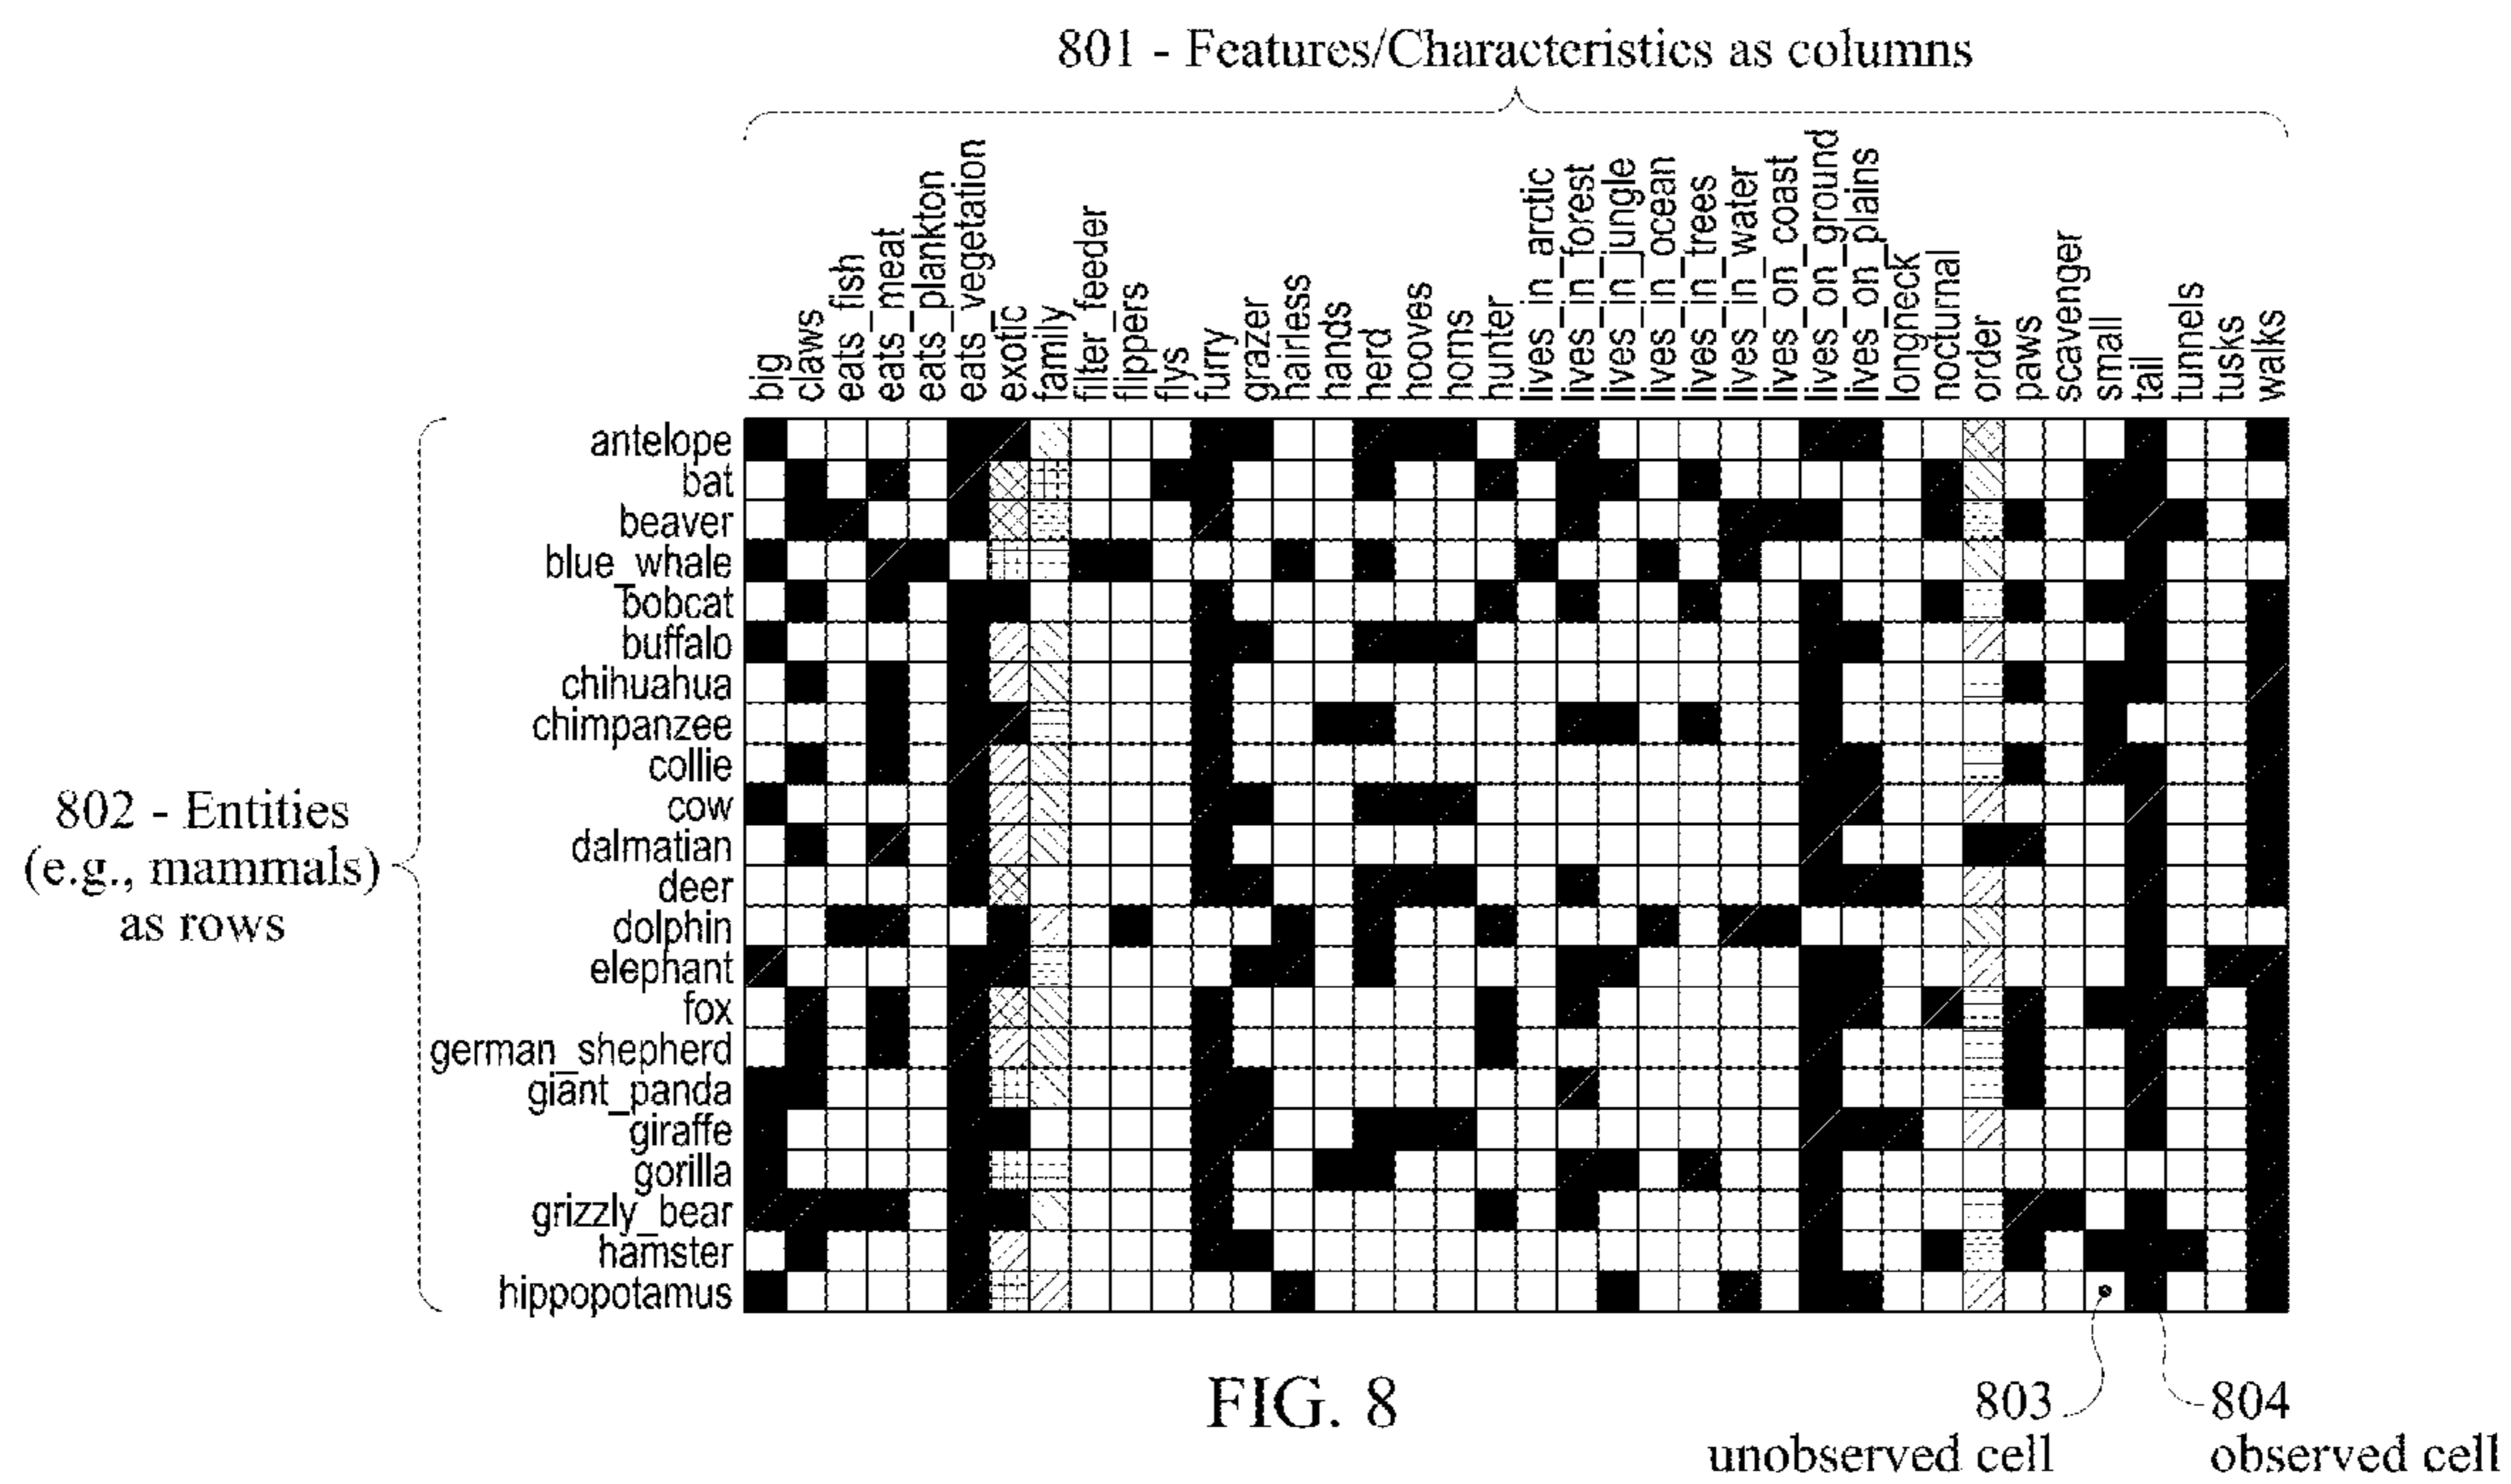 801 - Features/Characteristics as columns
big
claws
eats_fish
eats_meat
eats_plankton
eats_vegetation
exotic
family
filter_feeder
flippers
flys
furry
grazer
hairless
hands
herd
hooves
horns
hunter
lives_in_arctic
lives_in_forest
lives_in_jungle
lives_in_ocean
lives_in_trees
lives_in_water
lives_on_coast
lives_on_ground
lives_on_plains
longneck
nocturnal
order
paws
scavenger
small
tail
tunnels
tusks
walks
802 - Entities
(e.g., mammals)
as rows
antelope
bat
beaver
blue_whale
bobcat
buffalo
chihuahua
chimpanzee
collie
cow
dalmatian
deer
dolphin
elephant
fox
german_shepherd
giant_panda
giraffe
gorilla
grizzly_bear
hamster
hippopotamus
803
unobserved cell
804
observed cell
FIG. 8